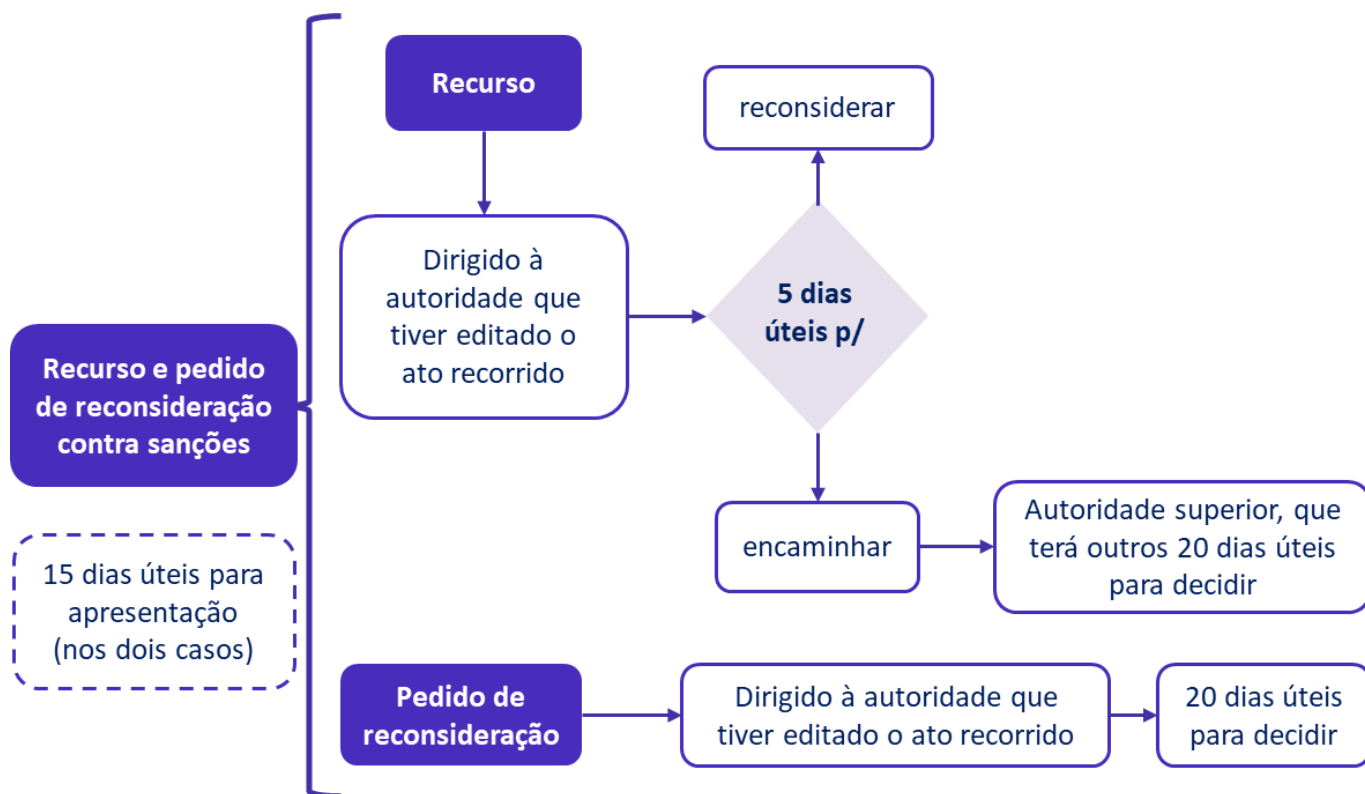 Recurso e pedido
de reconsideração
contra sanções
15 dias úteis para
apresentação
(nos dois casos)
Recurso
Dirigido à
autoridade que
tiver editado o
ato recorrido
5 dias
úteis p/
reconsiderar
encaminhar
Autoridade superior, que
terá outros 20 dias úteis
para decidir
Pedido de
reconsideração
Dirigido à autoridade que
tiver editado o ato recorrido
20 dias úteis
para decidir